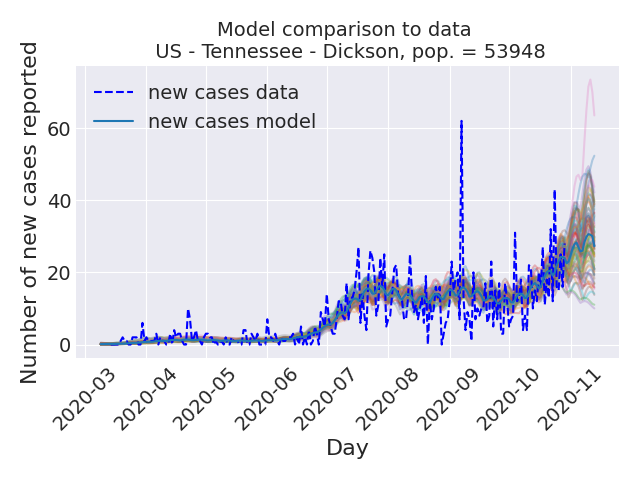 Model comparison to data
US - Tennessee - Dickson, pop. = 53948
new cases data
new cases model
Number of new cases reported
60
40
20
0
2020-03
2020-04
2020-05
2020-06
2020-07
2020-08
2020-09
2020-10
2020-11
Day